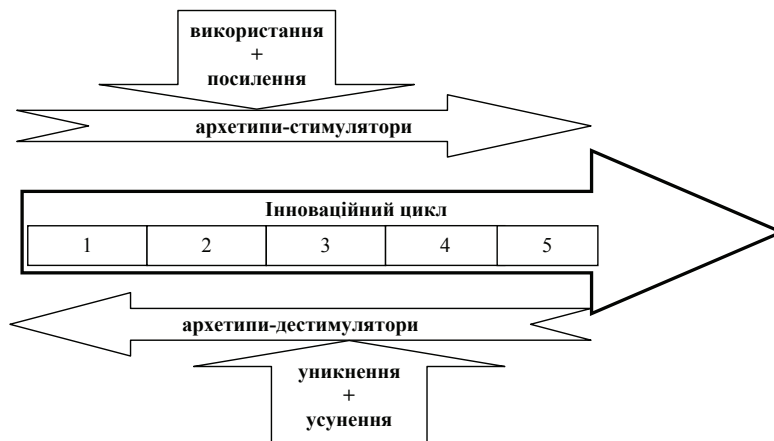 використання
+
посилення
архетипи-стимулятори
Інноваційний цикл
1 2 3 4 5
архетипи-дестимулятори
уникнення
+
усунення